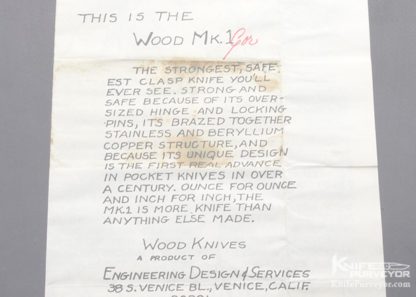 THIS IS THE
WOOD MK.1
THE STRONGEST, SAFE-
EST CLASP KNIFE YOU'LL
EVER SEE. STRONG AND
SAFE BECAUSE OF ITS OVER-
SIZED HINGE AND LOCKING
PINS, ITS BRAZED TOGETHER
STAINLESS AND BERYLLIUM
COPPER STRUCTURE, AND
BECAUSE ITS UNIQUE DESIGN
IS THE FIRST REAL ADVANCE
IN POCKET KNIVES IN OVER
A CENTURY. OUNCE FOR OUNCE
AND INCH FOR INCH, THE
MK.1 IS MORE KNIFE THAN
ANYTHING ELSE MADE.
WOOD KNIVES
A PRODUCT OF
ENGINEERING DESIGN & SERVICES
38 S. VENICE BL., VENICE, CALIF.
KNIFE PURVEYOR
KnifePurveyor.com